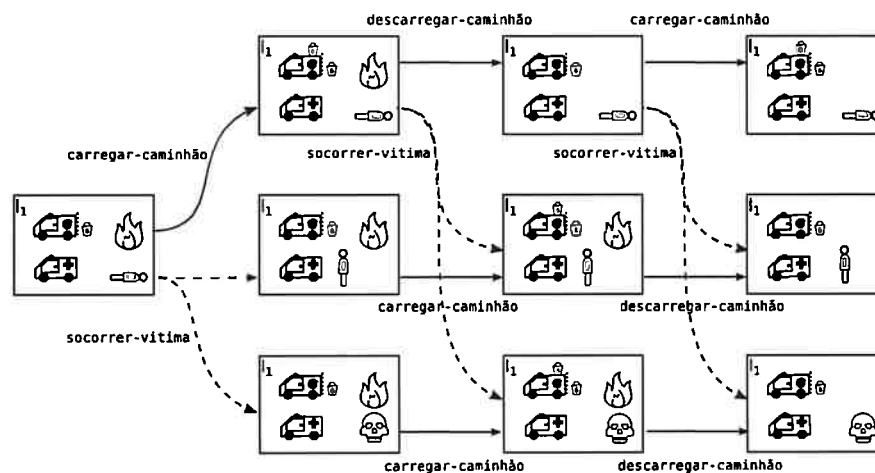 descarregar-caminhão carregar-caminhão
I1 I1 I1
carregar-caminhão socorrer-vitima socorrer-vitima
I1 I1 I1 I1
carregar-caminhão descarregar-caminhão
socorrer-vitima
I1 I1 I1
carregar-caminhão descarregar-caminhão